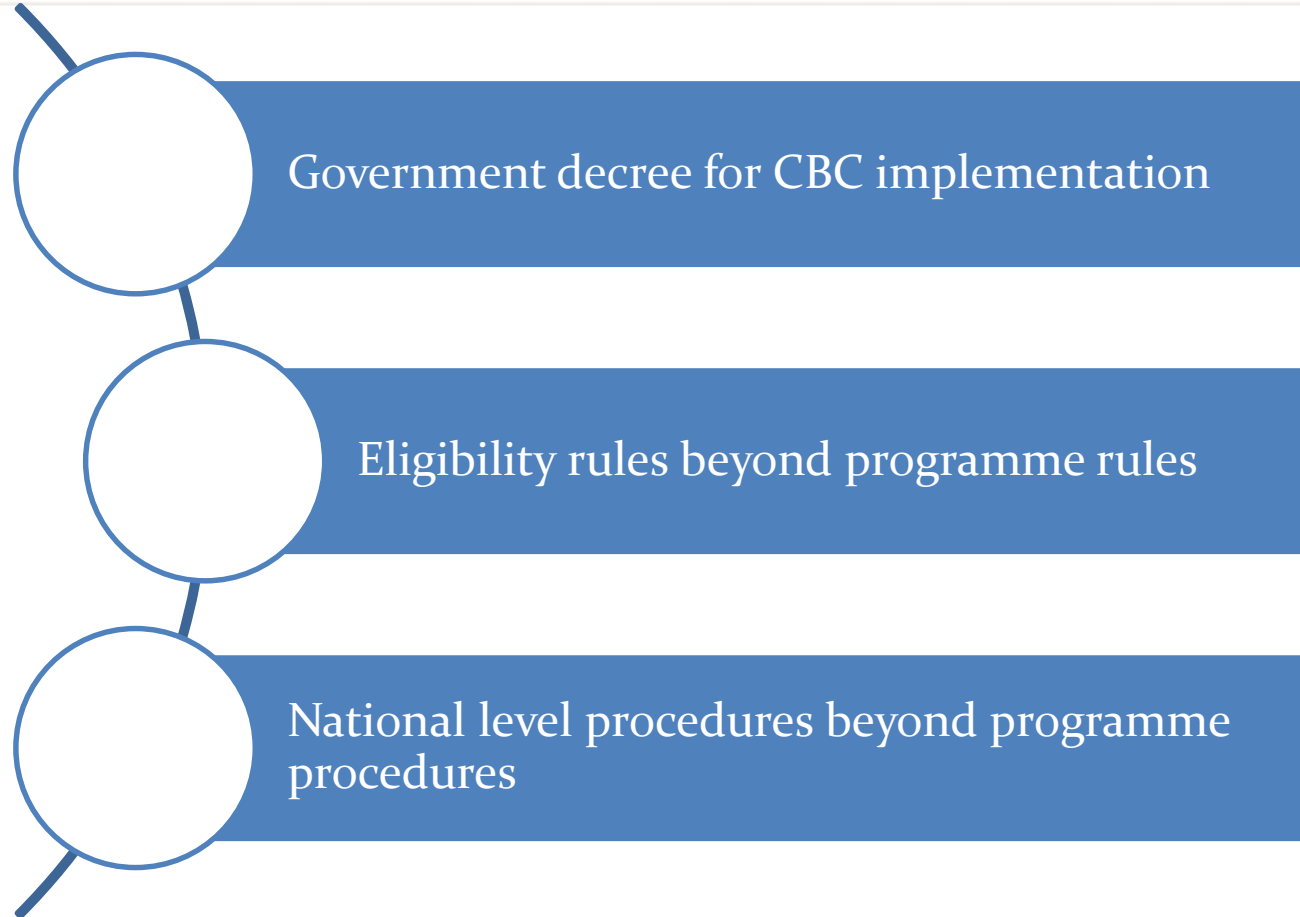 Government decree for CBC implementation
Eligibility rules beyond programme rules
National level procedures beyond programme
procedures